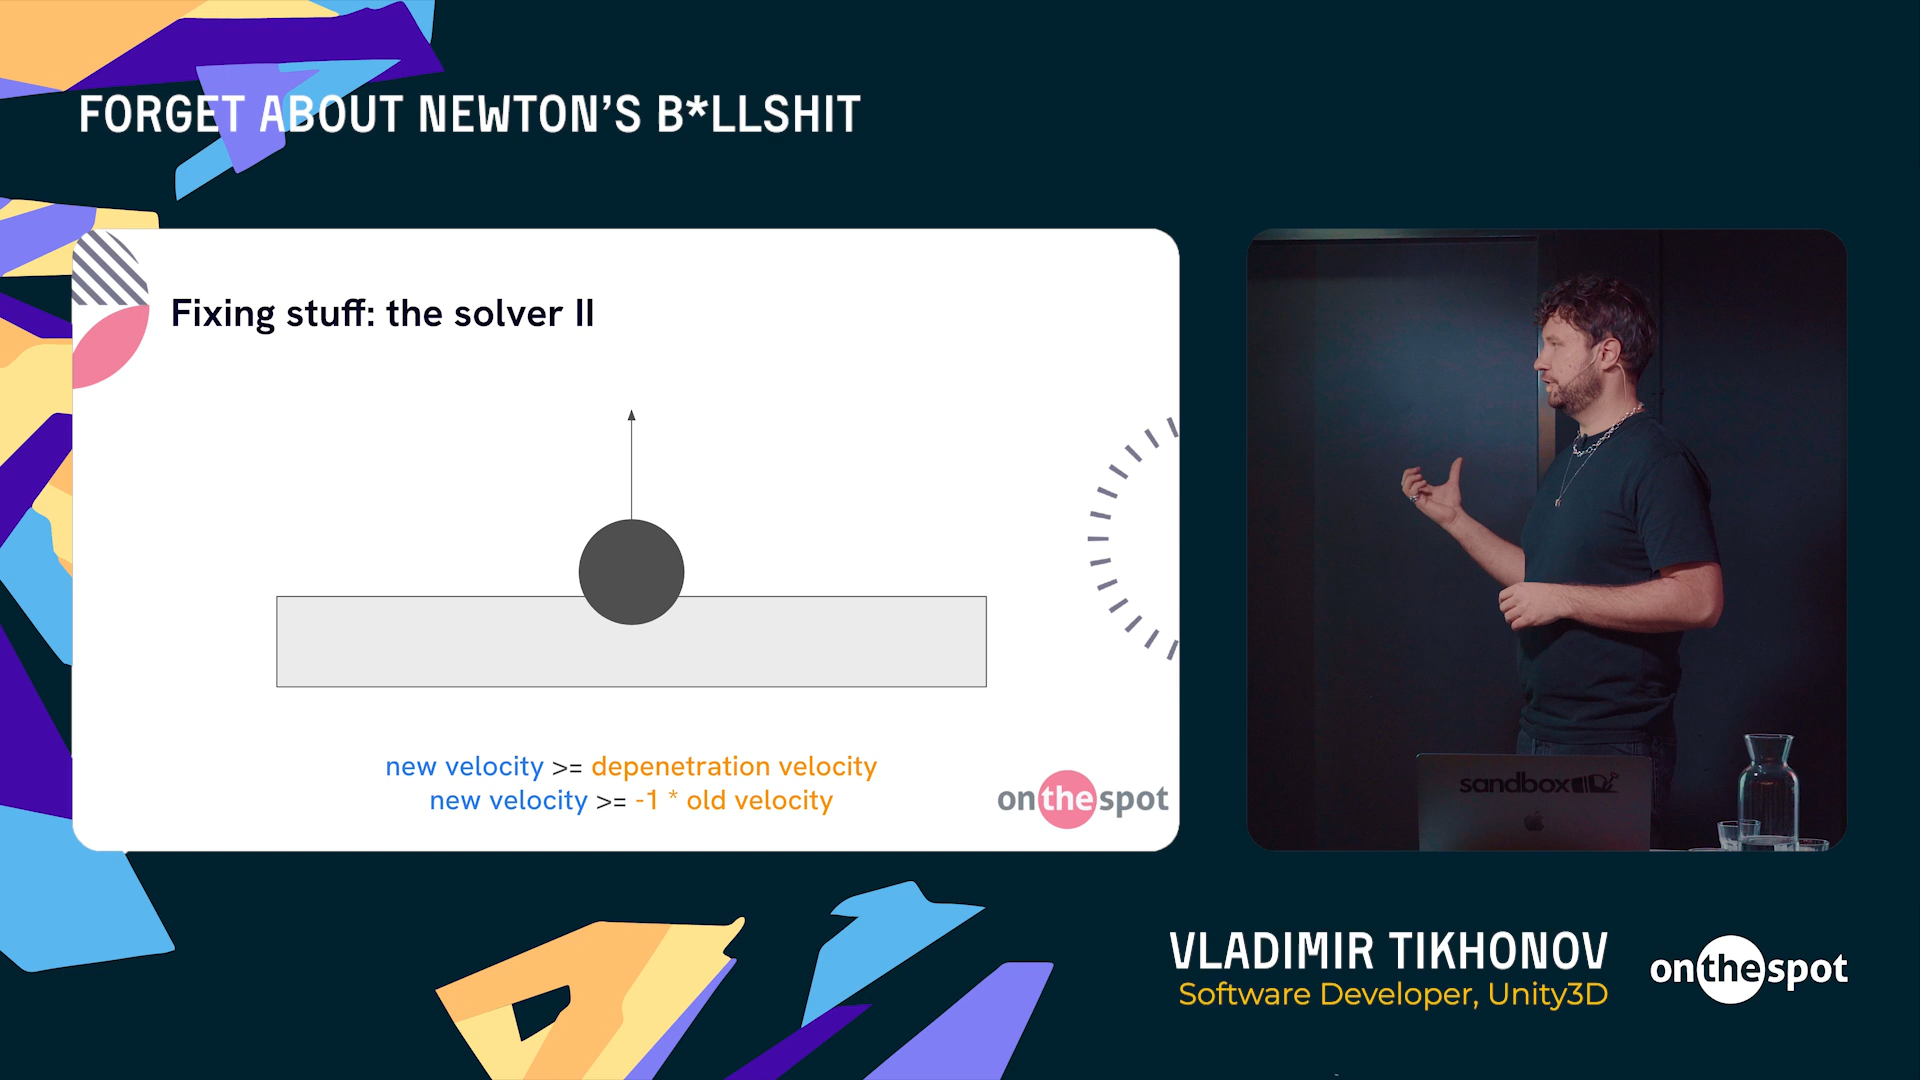 FORGET ABOUT NEWTON'S B*LLSHIT
Fixing stuff: the solver II
new velocity >= depenetration velocity
new velocity >= -1 * old velocity
onthespot
sandbox
VLADIMIR TIKHONOV
Software Developer, Unity3D
onthespot